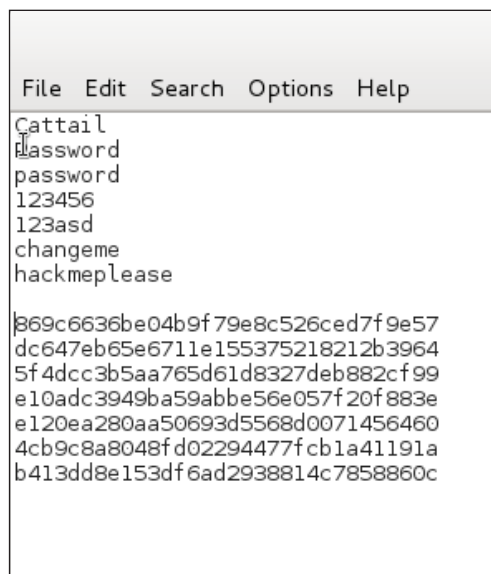 File Edit Search Options Help
Cattail
Password
password
123456
123asd
changeme
hackmeplease
869c6636be04b9f79e8c526ced7f9e57
dc647eb65e6711e155375218212b3964
5f4dcc3b5aa765d61d8327deb882cf99
e10adc3949ba59abbe56e057f20f883e
e120ea280aa50693d5568d0071456460
4cb9c8a8048fd02294477fcb1a41191a
b413dd8e153df6ad2938814c7858860c